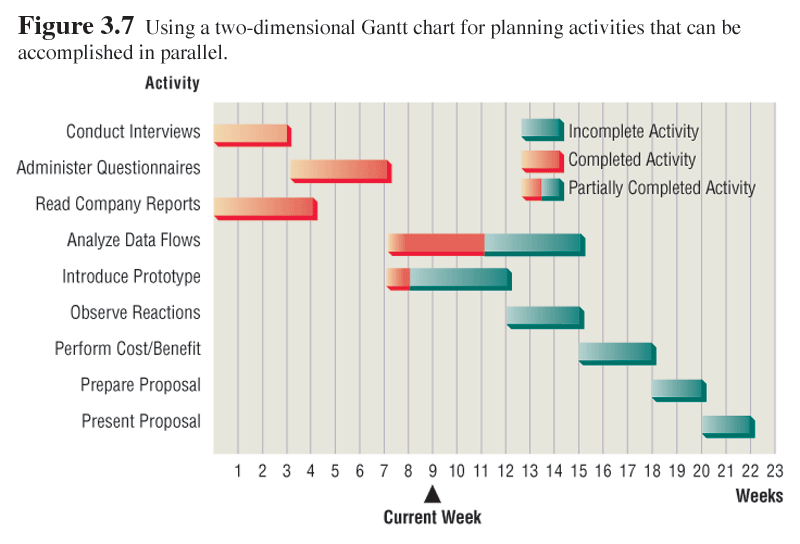 Figure 3.7 Using a two-dimensional Gantt chart for planning activities that can be
accomplished in parallel.
Activity
Conduct Interviews
Administer Questionnaires
Read Company Reports
Analyze Data Flows
Introduce Prototype
Observe Reactions
Perform Cost/Benefit
Prepare Proposal
Present Proposal
Incomplete Activity
Completed Activity
Partially Completed Activity
1 2 3 4 5 6 7 8 9 10 11 12 13 14 15 16 17 18 19 20 21 22 23
Weeks
Current Week